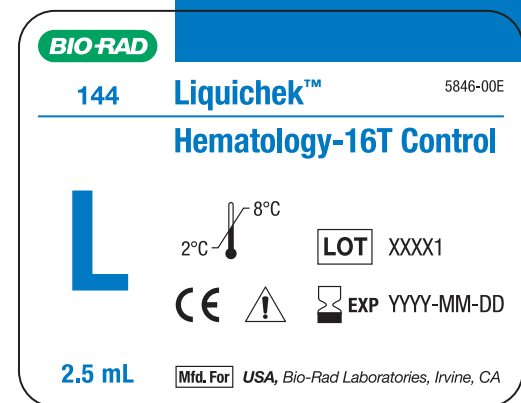 BIO-RAD
144 Liquichek™ 5846-00E
Hematology-16T Control
L
8°C
2°C
LOT XXXX1
CE
EXP YYYY-MM-DD
2.5 mL Mfd. For USA, Bio-Rad Laboratories, Irvine, CA